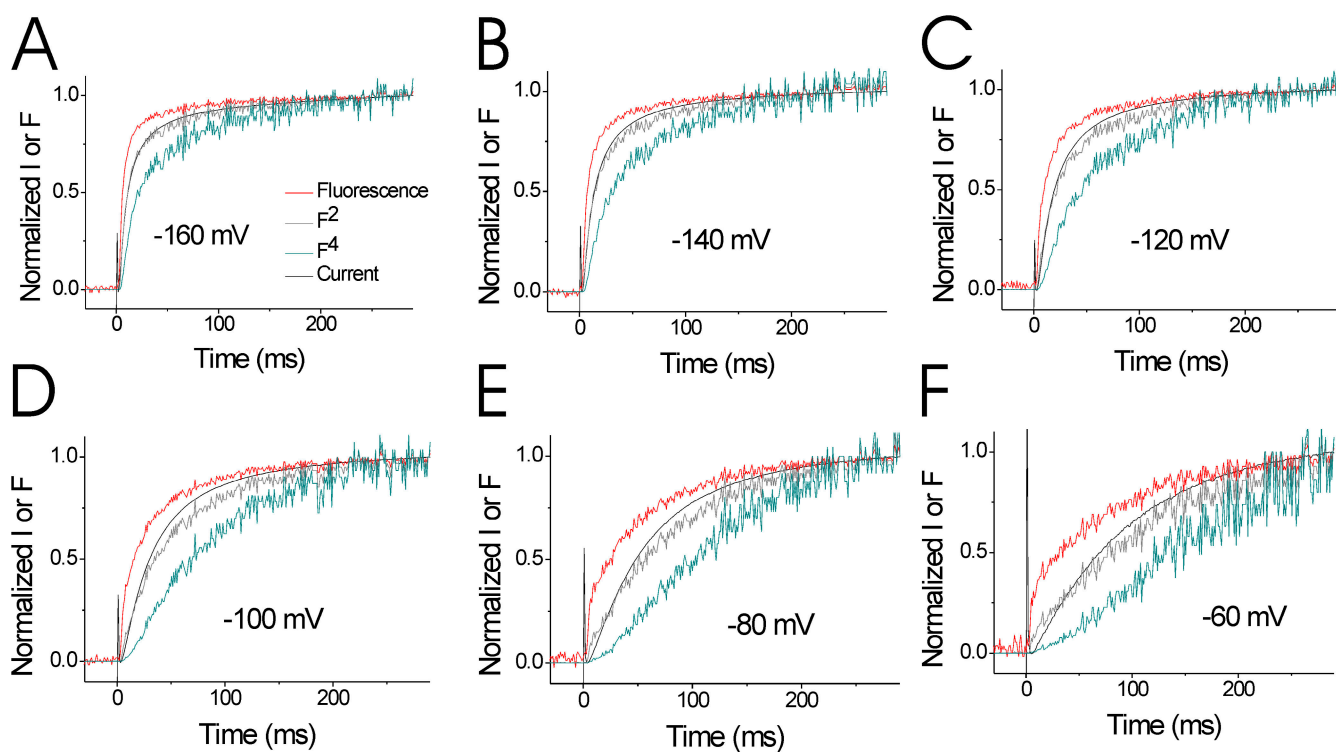 A
Normalized I or F
1.0
0.5
0.0
Fluorescence
F²
F⁴
Current
-160 mV
0
100
200
Time (ms)
B
Normalized I or F
1.0
0.5
0.0
-140 mV
0
100
200
Time (ms)
C
Normalized I or F
1.0
0.5
0.0
-120 mV
0
100
200
Time (ms)
D
Normalized I or F
1.0
0.5
0.0
-100 mV
0
100
200
Time (ms)
E
Normalized I or F
1.0
0.5
0.0
-80 mV
0
100
200
Time (ms)
F
Normalized I or F
1.0
0.5
0.0
-60 mV
0
100
200
Time (ms)